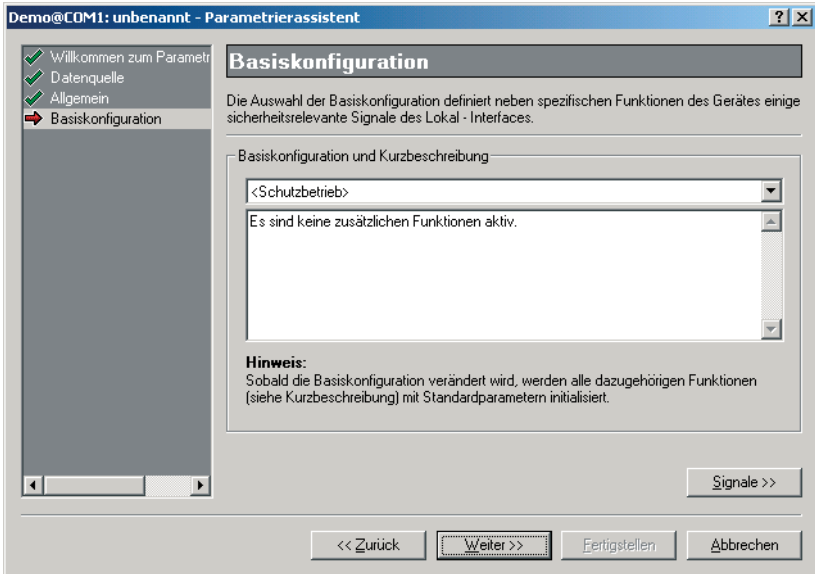 Demo@COM1: unbenannt - Parametrierassistent
Willkommen zum Parametr
Datenquelle
Allgemein
Basiskonfiguration
Basiskonfiguration
Die Auswahl der Basiskonfiguration definiert neben spezifischen Funktionen des Gerätes einige
sicherheitsrelevante Signale des Lokal - Interfaces.
Basiskonfiguration und Kurzbeschreibung
<Schutzbetrieb>
Es sind keine zusätzlichen Funktionen aktiv.
Hinweis:
Sobald die Basiskonfiguration verändert wird, werden alle dazugehörigen Funktionen
(siehe Kurzbeschreibung) mit Standardparametern initialisiert.
Signale >>
<< Zurück
Weiter >>
Fertigstellen
Abbrechen